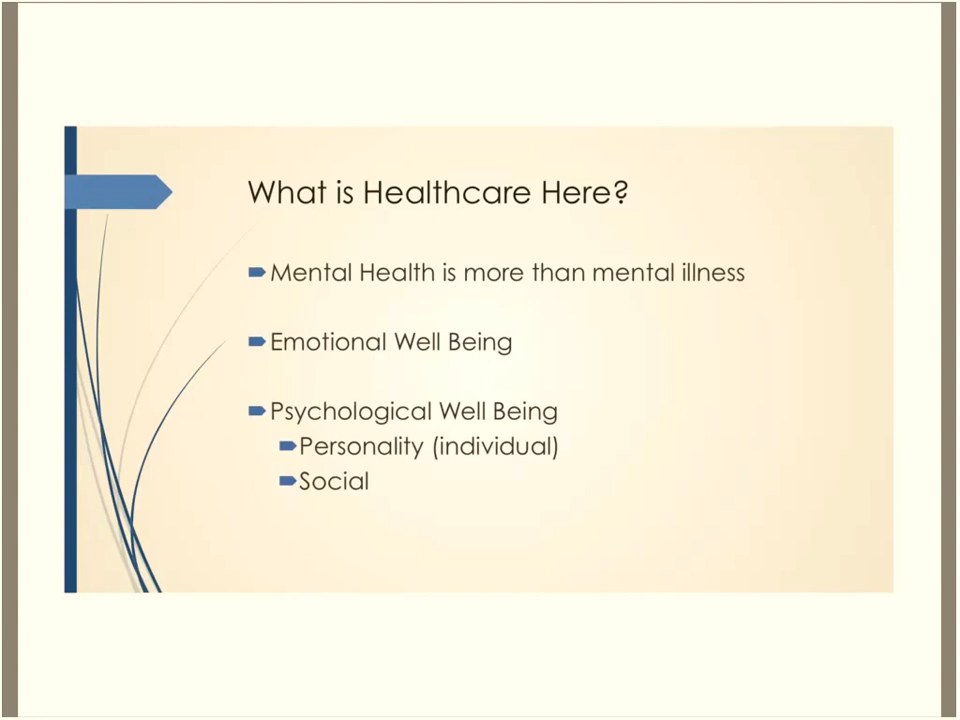 What is Healthcare Here?
Mental Health is more than mental illness
Emotional Well Being
Psychological Well Being
Personality (individual)
Social